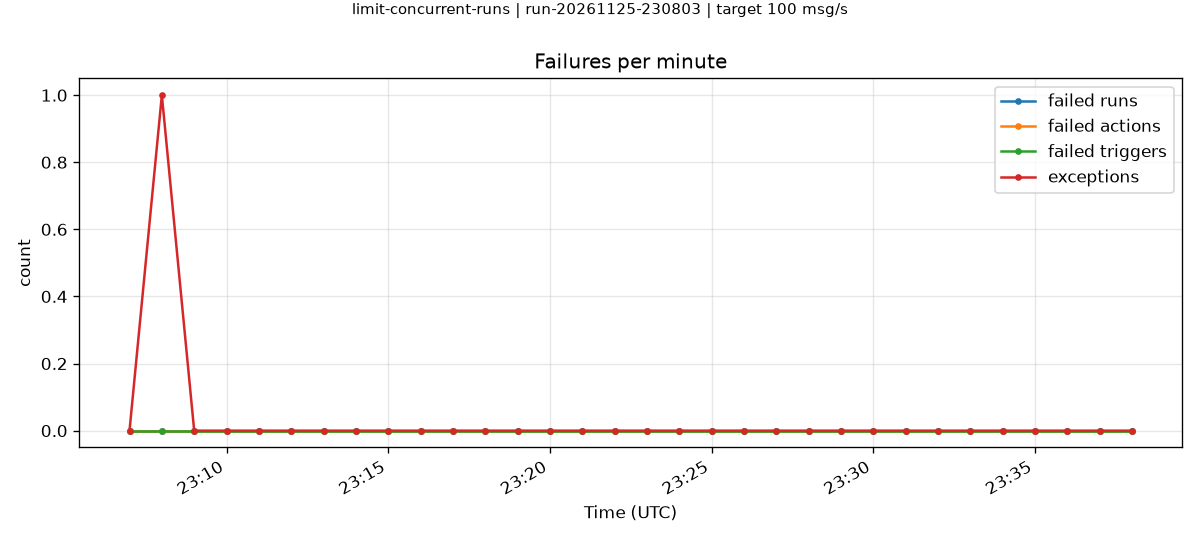 limit-concurrent-runs | run-20261125-230803 | target 100 msg/s
Failures per minute
failed runs
failed actions
failed triggers
exceptions
count
1.0
0.8
0.6
0.4
0.2
0.0
23:10
23:15
23:20
23:25
23:30
23:35
Time (UTC)